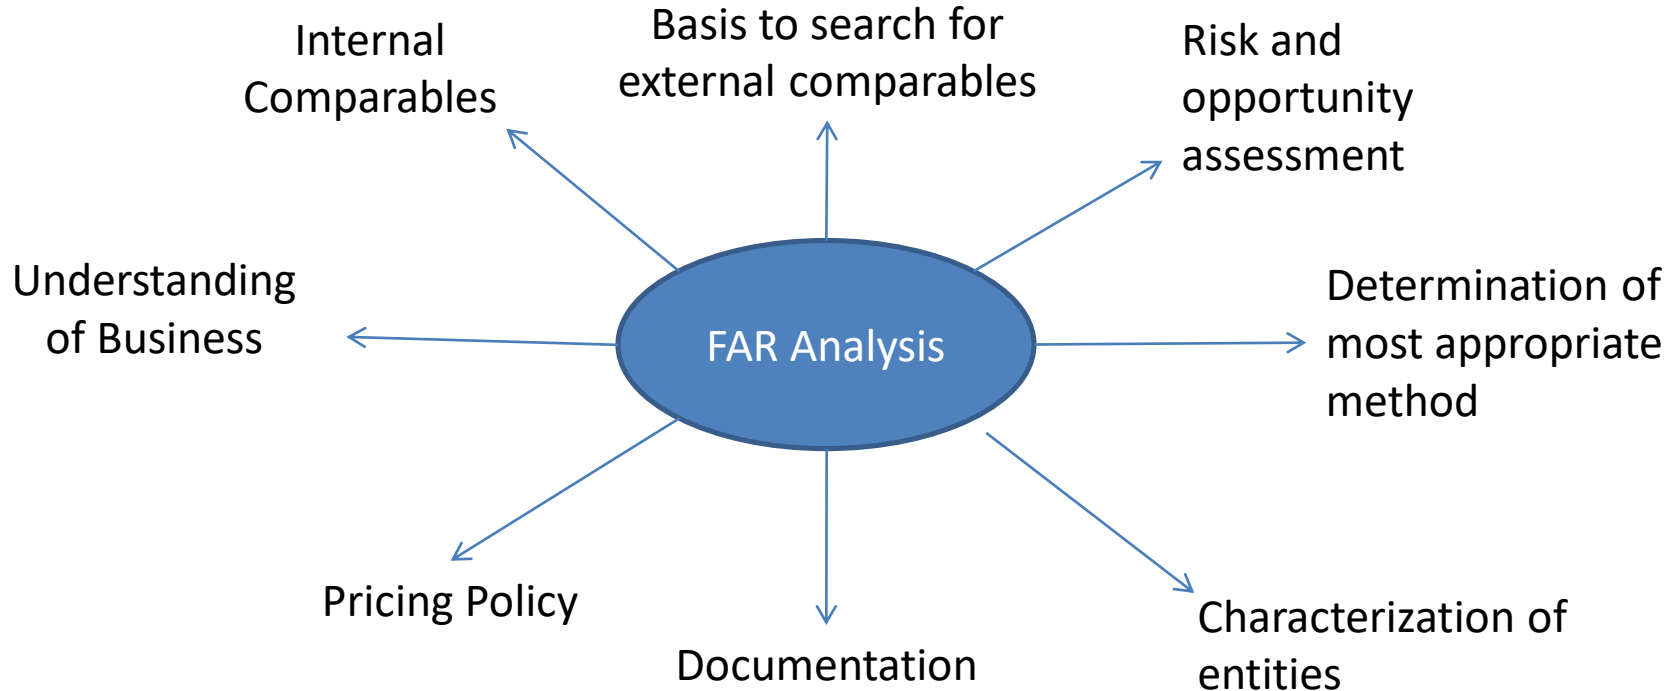 Internal
Comparables
Basis to search for
external comparables
Risk and
opportunity
assessment
Understanding
of Business
FAR Analysis
Determination of
most appropriate
method
Pricing Policy
Documentation
Characterization of
entities